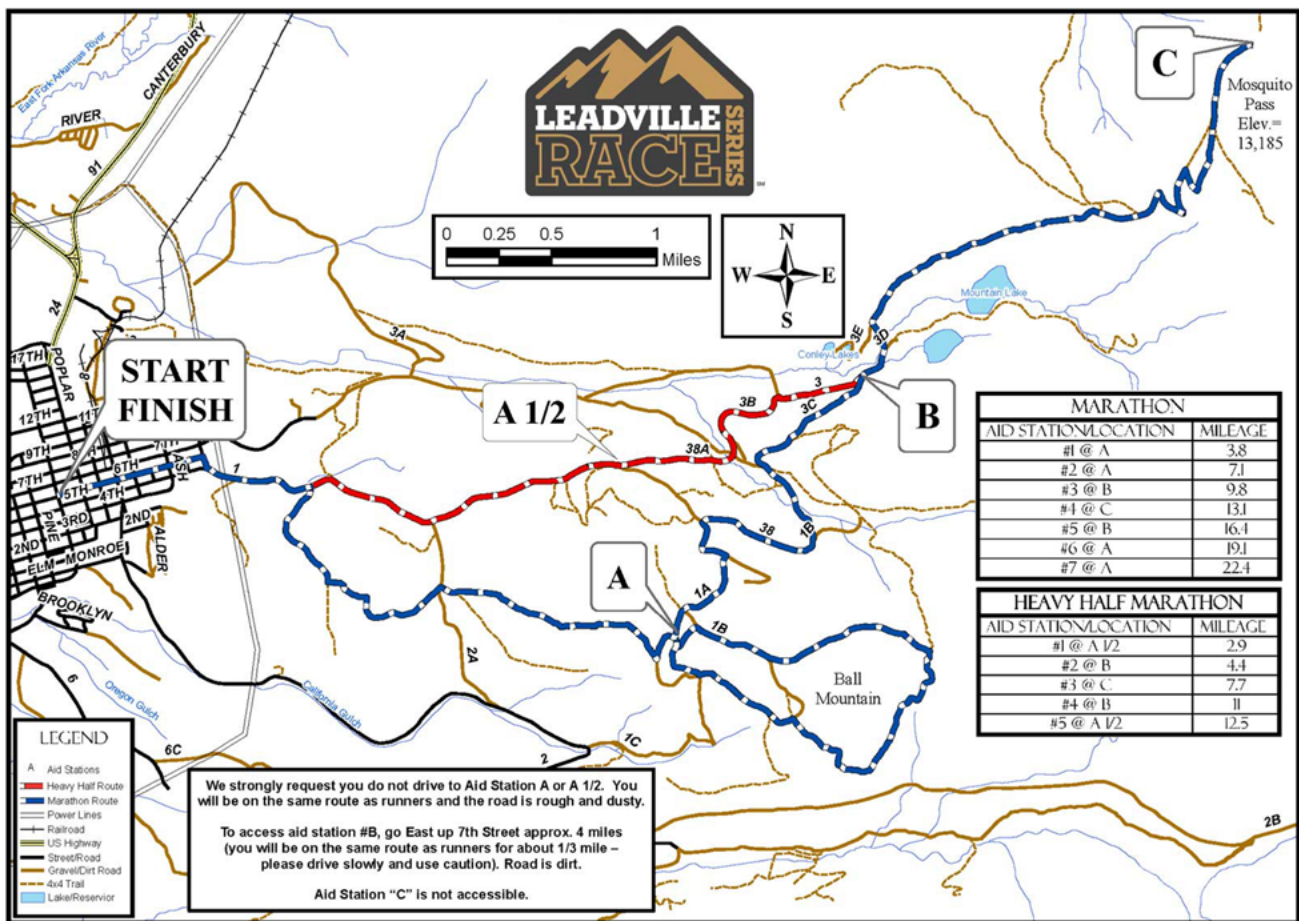 East Fork Arkansas River
CANTERBURY
RIVER
91
24
LEADVILLE
RACE
SERIES
SM
0 0.25 0.5 1
Miles
N
W E
S
C
Mosquito
Pass
Elev.=
13,185
Mountain Lake
Conley Lakes
3E
3D
3A
3
3B
3C
B
START
FINISH
A 1/2
38A
17TH
POPLAR
8
12TH
11T
9TH
8TH
7TH
7TH
6TH
ASH
5TH
4TH
1
3RD
2ND
2ND
PINE
ELM
MONROE
ALDER
BROOKLYN
38
1B
A
1A
1B
2A
Ball
Mountain
6
Oregon Gulch
California Gulch
6C
1C
2
2B
MARATHON
AID STATION/LOCATION MILEAGE
#1 @ A 3.8
#2 @ A 7.1
#3 @ B 9.8
#4 @ C 13.1
#5 @ B 16.4
#6 @ A 19.1
#7 @ A 22.4
HEAVY HALF MARATHON
AID STATION/LOCATION MILEAGE
#1 @ A 1/2 2.9
#2 @ B 4.4
#3 @ C 7.7
#4 @ B 11
#5 @ A 1/2 12.5
LEGEND
A Aid Stations
Heavy Half Route
Marathon Route
Power Lines
Railroad
US Highway
Street/Road
Gravel/Dirt Road
4x4 Trail
Lake/Reservior
We strongly request you do not drive to Aid Station A or A 1/2. You
will be on the same route as runners and the road is rough and dusty.
To access aid station #B, go East up 7th Street approx. 4 miles
(you will be on the same route as runners for about 1/3 mile –
please drive slowly and use caution). Road is dirt.
Aid Station “C” is not accessible.